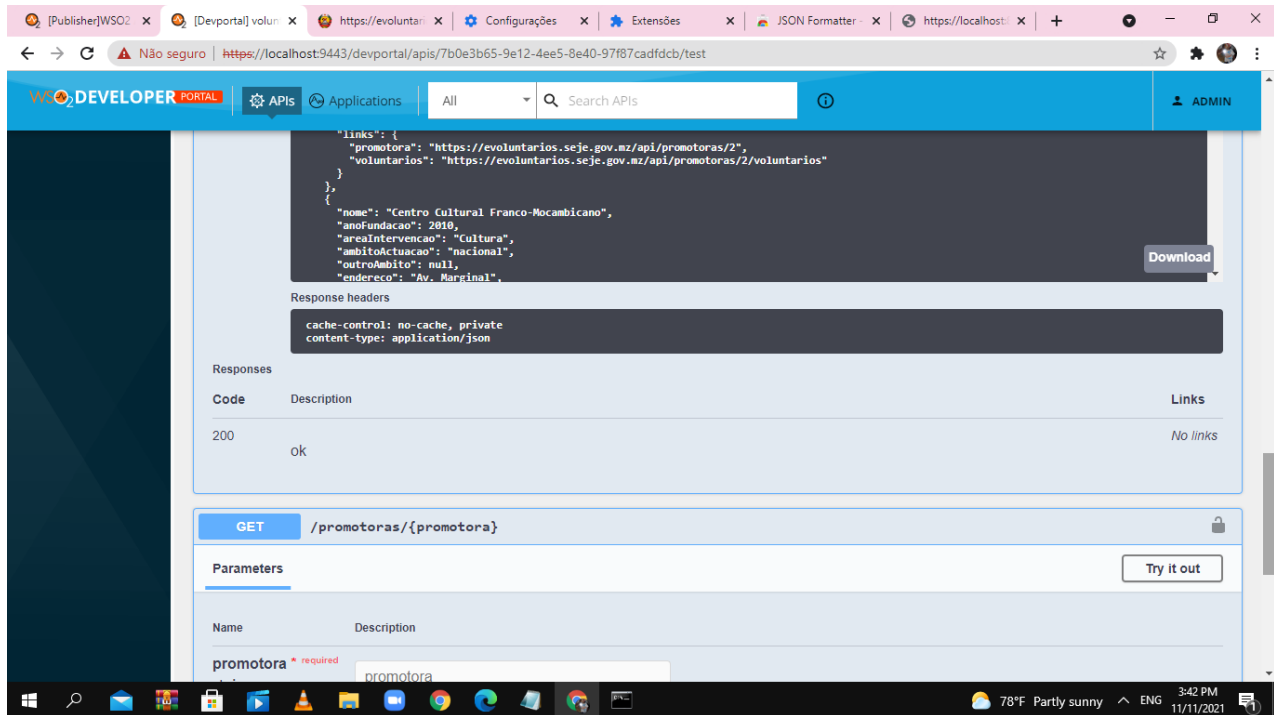 [Publisher]WSO2
[Devportal] volun
https://evoluntari
Configurações
Extensões
JSON Formatter -
https://localhost:
Não seguro | https://localhost:9443/devportal/apis/7b0e3b65-9e12-4ee5-8e40-97f87cadfdcb/test
WSO2 DEVELOPER PORTAL
APIs
Applications
All
Search APIs
ADMIN
"links": {
"promotora": "https://evoluntarios.seje.gov.mz/api/promotoras/2",
"voluntarios": "https://evoluntarios.seje.gov.mz/api/promotoras/2/voluntarios"
}
},
{
"nome": "Centro Cultural Franco-Mocambicano",
"anoFundacao": 2010,
"areaIntervencao": "Cultura",
"ambitoActuacao": "nacional",
"outroAmbito": null,
"endereco": "Av. Marginal",
Download
Response headers
cache-control: no-cache, private
content-type: application/json
Responses
Code Description Links
200 ok No links
GET /promotoras/{promotora}
Parameters
Try it out
Name Description
promotora * required
promotora
78°F Partly sunny
ENG
3:42 PM
11/11/2021